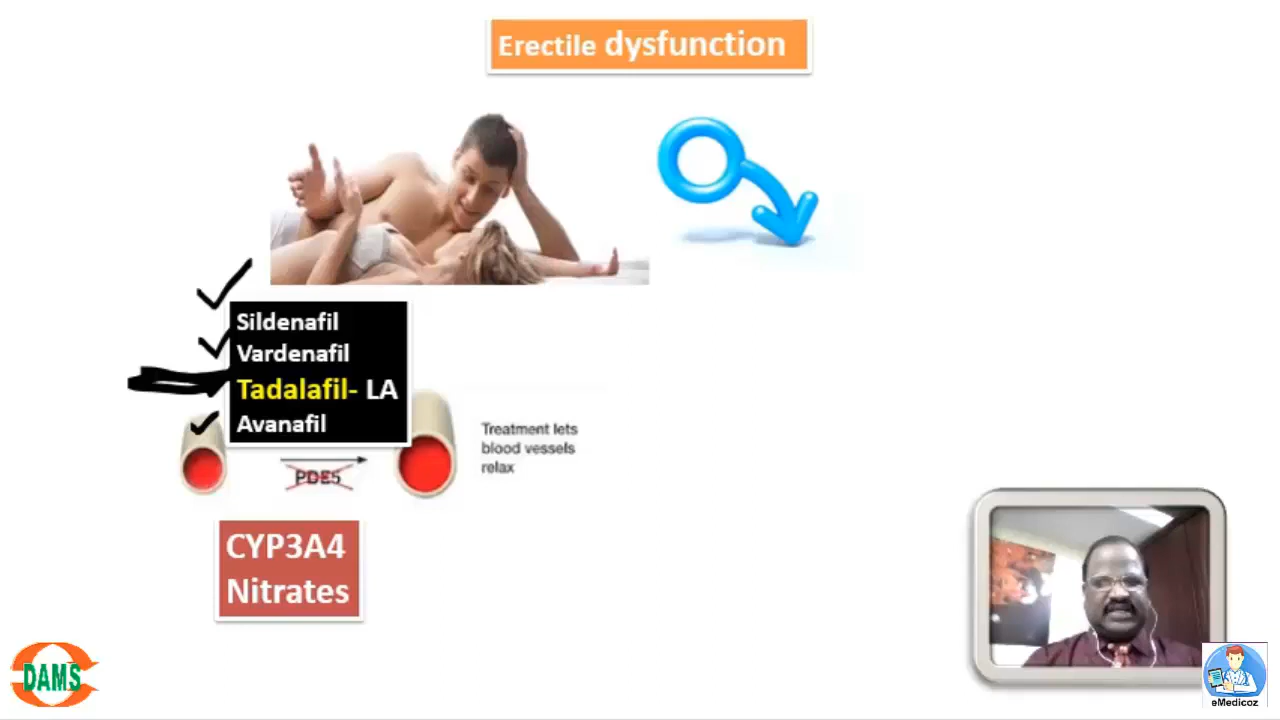 Erectile dysfunction
Sildenafil
Vardenafil
Tadalafil- LA
Avanafil
PDE5
Treatment lets
blood vessels
relax
CYP3A4
Nitrates
DAMS
eMedicoz